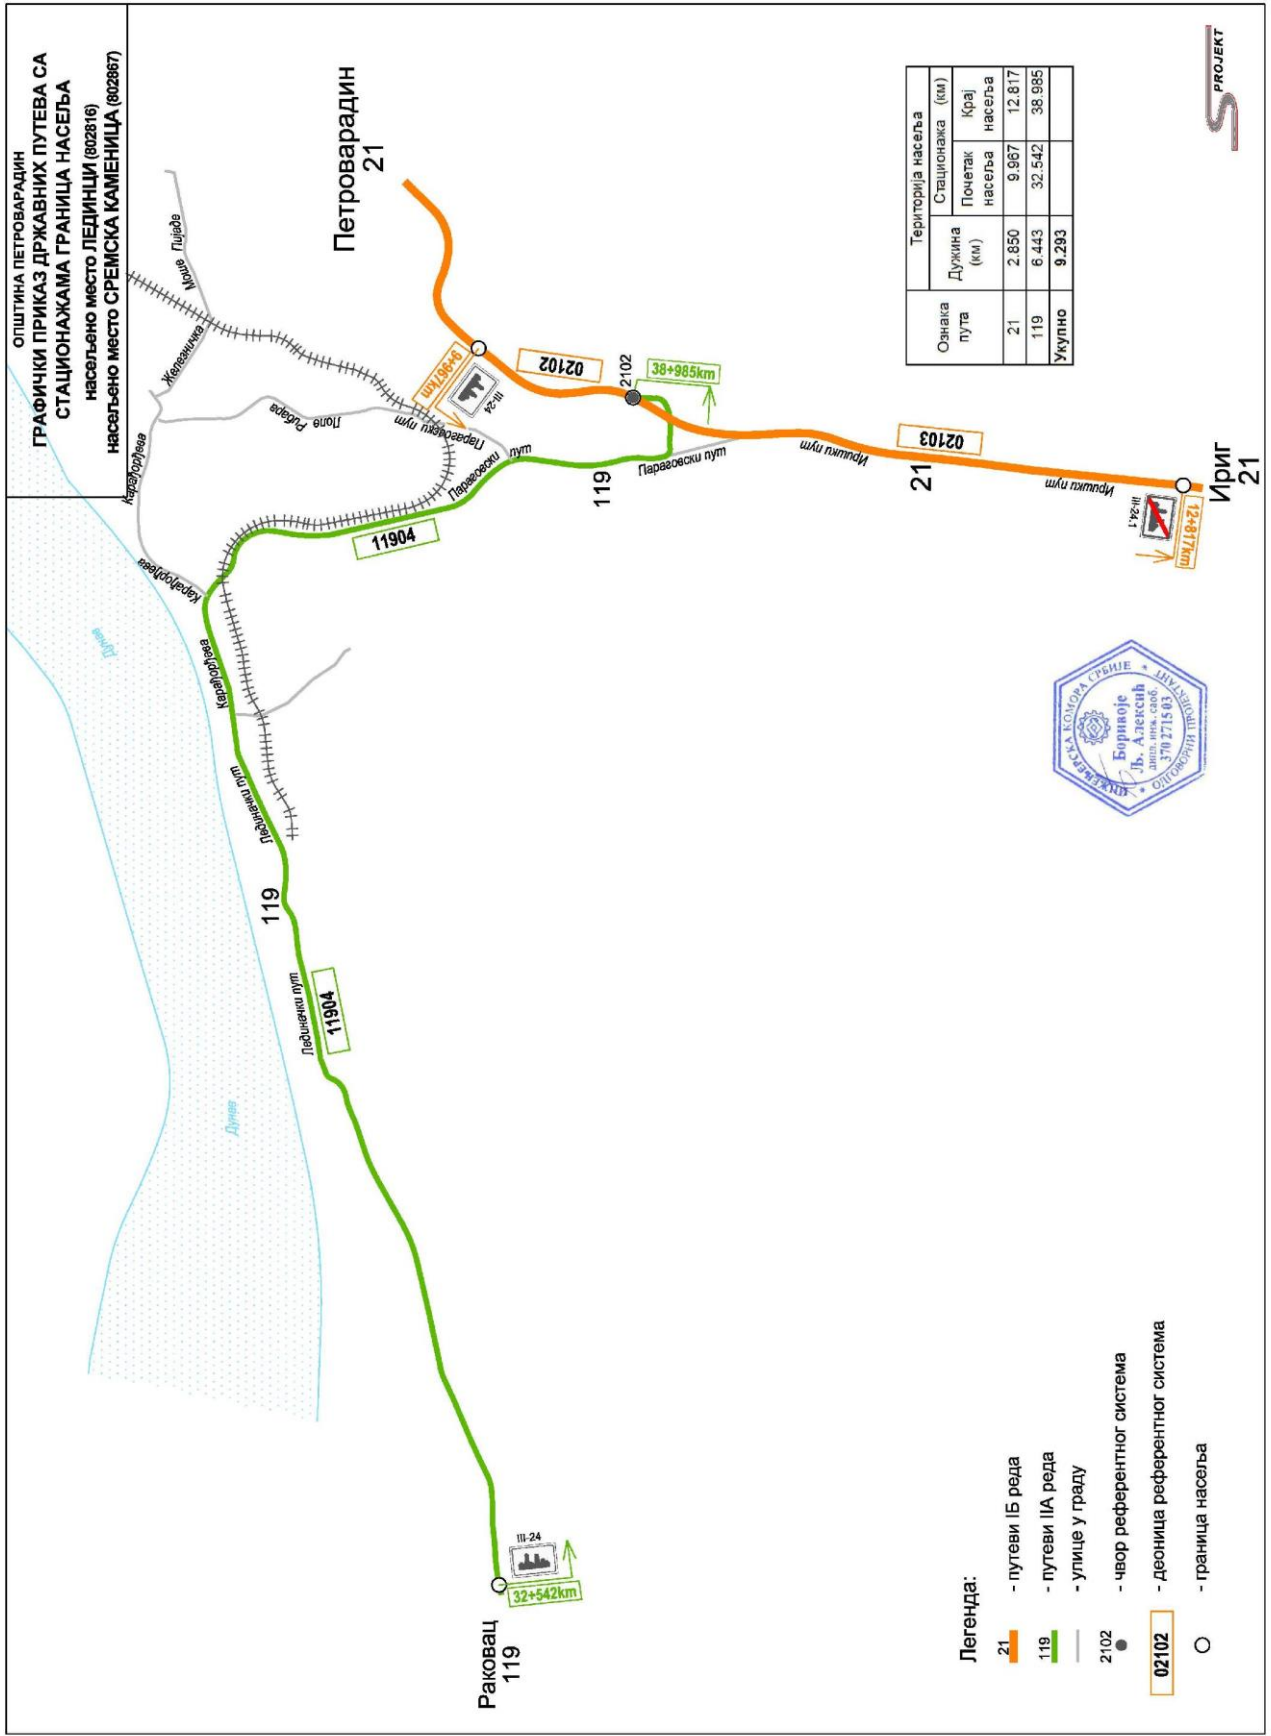 ОПШТИНА ПЕТРОВАРАДИН
ГРАФИЧКИ ПРИКАЗ ДРЖАВНИХ ПУТЕВА СА
СТАЦИОНАЖАМА ГРАНИЦА НАСЕЉА
насељено место ЛЕДИНЦИ (802816)
насељено место СРЕМСКА КАМЕНИЦА (802867)
Дунав
Дунав
Моше Пијаде
Железничка
Карађорђева
Карађорђева
Карађорђева
Поље Рибара
Параговски пут
Параговски пут
Параговски пут
Лединачки пут
Лединачки пут
Иришки пут
Иришки пут
Петроварадин
21
9+967km
III-24
02102
2102
38+985km
11904
119
02103
21
III-24.1
12+817km
Ириг
21
119
11904
III-24
32+542km
Раковац
119
Ознака пута
Територија насеља
Дужина (км)
Стационажа (км)
Почетак насеља
Крај насеља
21 2.850 9.967 12.817
119 6.443 32.542 38.985
Укупно 9.293
PROJEKT
ИНЖЕЊЕРСКА КОМОРА СРБИЈЕ
Боривоје
Љ. Алексић
дипл. инж. саоб.
370 2715 03
ОДГОВОРНИ ПРОЈЕКТАНТ
Легенда:
21 - путеви IБ реда
119 - путеви IIА реда
- улице у граду
2102 - чвор референтног система
02102 - деоница референтног система
- граница насеља